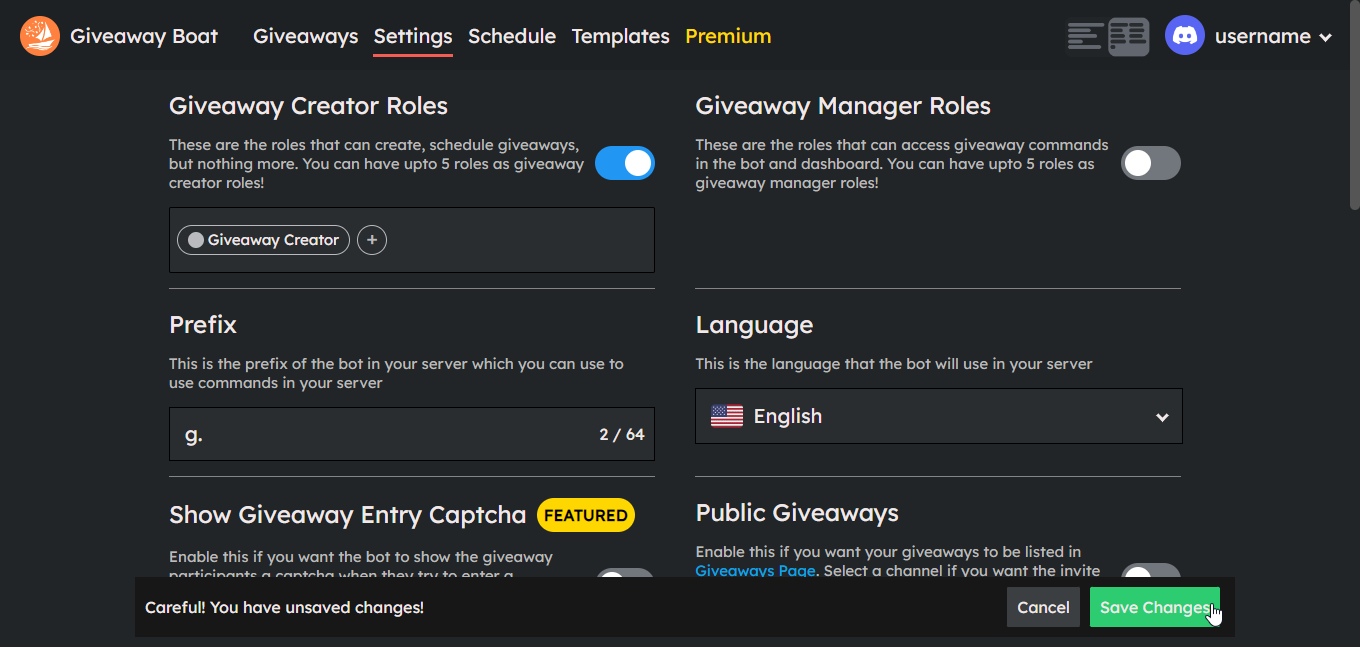 Giveaway Boat
Giveaways
Settings
Schedule
Templates
Premium
username
Giveaway Creator Roles
These are the roles that can create, schedule giveaways,
but nothing more. You can have upto 5 roles as giveaway
creator roles!
Giveaway Creator
+
Giveaway Manager Roles
These are the roles that can access giveaway commands
in the bot and dashboard. You can have upto 5 roles as
giveaway manager roles!
Prefix
This is the prefix of the bot in your server which you can use to
use commands in your server
g.
2 / 64
Language
This is the language that the bot will use in your server
English
Show Giveaway Entry Captcha
FEATURED
Enable this if you want the bot to show the giveaway
participants a captcha when they try to enter a
Public Giveaways
Enable this if you want your giveaways to be listed in
Giveaways Page. Select a channel if you want the invite
Careful! You have unsaved changes!
Cancel
Save Changes